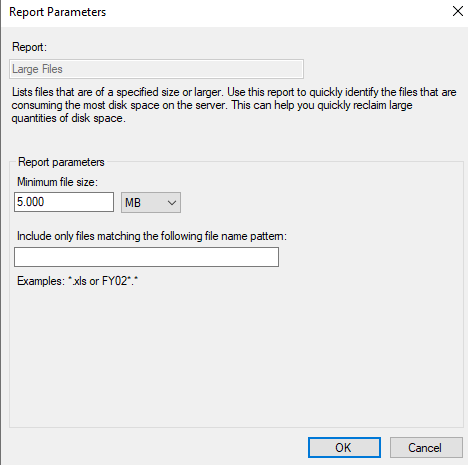 Report Parameters
Report:
Large Files
Lists files that are of a specified size or larger. Use this report to quickly identify the files that are
consuming the most disk space on the server. This can help you quickly reclaim large
quantities of disk space.
Report parameters
Minimum file size:
5.000 MB
Include only files matching the following file name pattern:
Examples: *.xls or FY02*.*
OK Cancel